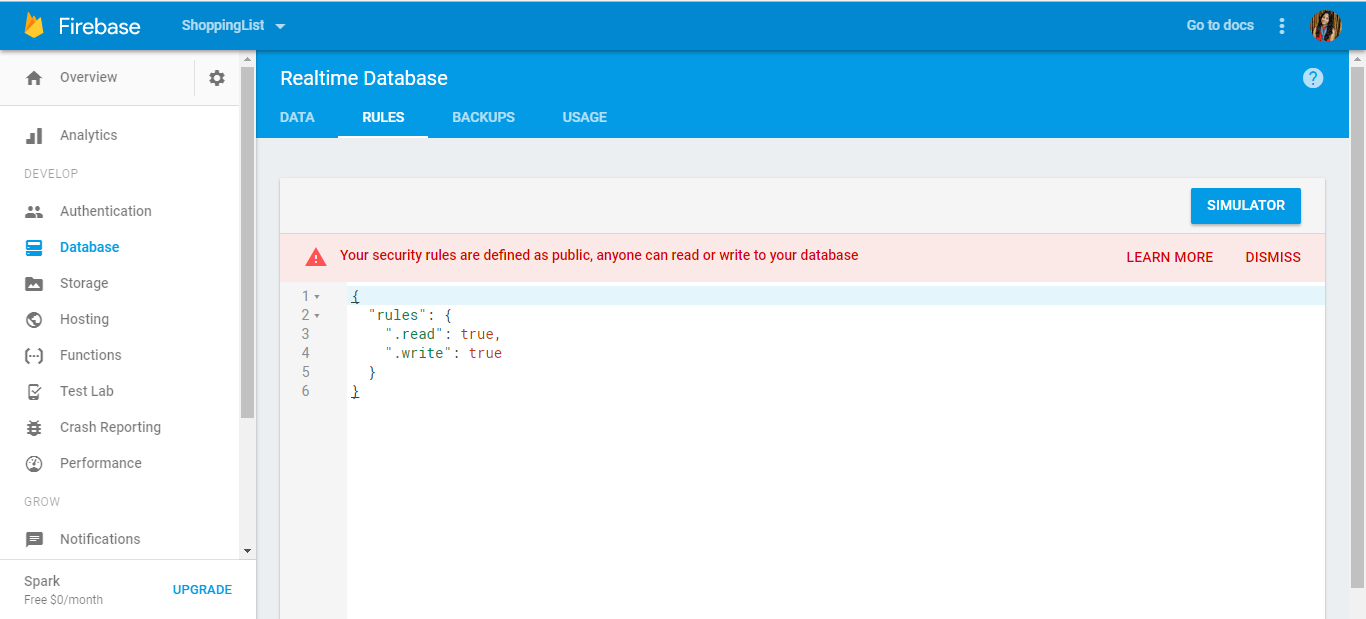 Firebase
ShoppingList
Go to docs
Overview
Analytics
DEVELOP
Authentication
Database
Storage
Hosting
Functions
Test Lab
Crash Reporting
Performance
GROW
Notifications
Spark
Free $0/month
UPGRADE
Realtime Database
?
DATA RULES BACKUPS USAGE
SIMULATOR
Your security rules are defined as public, anyone can read or write to your database
LEARN MORE DISMISS
1 {
2 "rules": {
3 ".read": true,
4 ".write": true
5 }
6 }